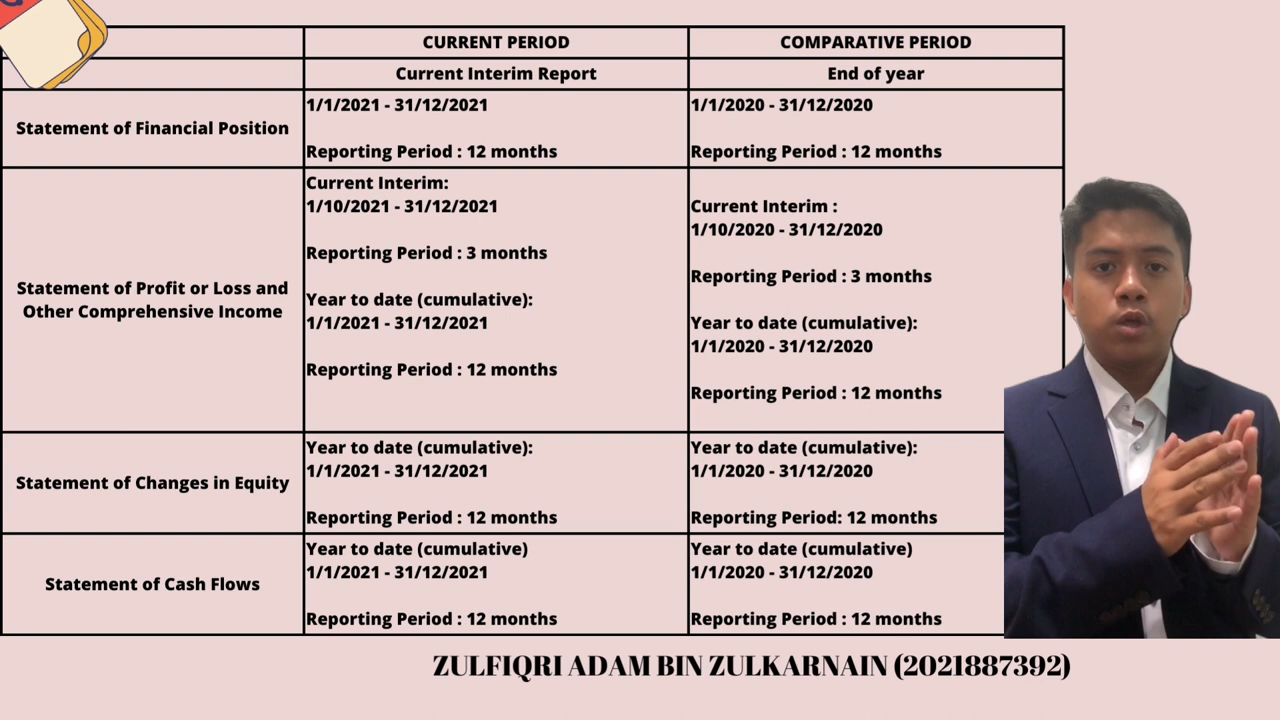 CURRENT PERIOD
COMPARATIVE PERIOD
Current Interim Report
End of year
Statement of Financial Position
1/1/2021 - 31/12/2021
Reporting Period : 12 months
1/1/2020 - 31/12/2020
Reporting Period : 12 months
Statement of Profit or Loss and
Other Comprehensive Income
Current Interim:
1/10/2021 - 31/12/2021
Reporting Period : 3 months
Year to date (cumulative):
1/1/2021 - 31/12/2021
Reporting Period : 12 months
Current Interim :
1/10/2020 - 31/12/2020
Reporting Period : 3 months
Year to date (cumulative):
1/1/2020 - 31/12/2020
Reporting Period : 12 months
Statement of Changes in Equity
Year to date (cumulative):
1/1/2021 - 31/12/2021
Reporting Period : 12 months
Year to date (cumulative):
1/1/2020 - 31/12/2020
Reporting Period: 12 months
Statement of Cash Flows
Year to date (cumulative)
1/1/2021 - 31/12/2021
Reporting Period : 12 months
Year to date (cumulative)
1/1/2020 - 31/12/2020
Reporting Period : 12 months
ZULFIQRI ADAM BIN ZULKARNAIN (2021887392)